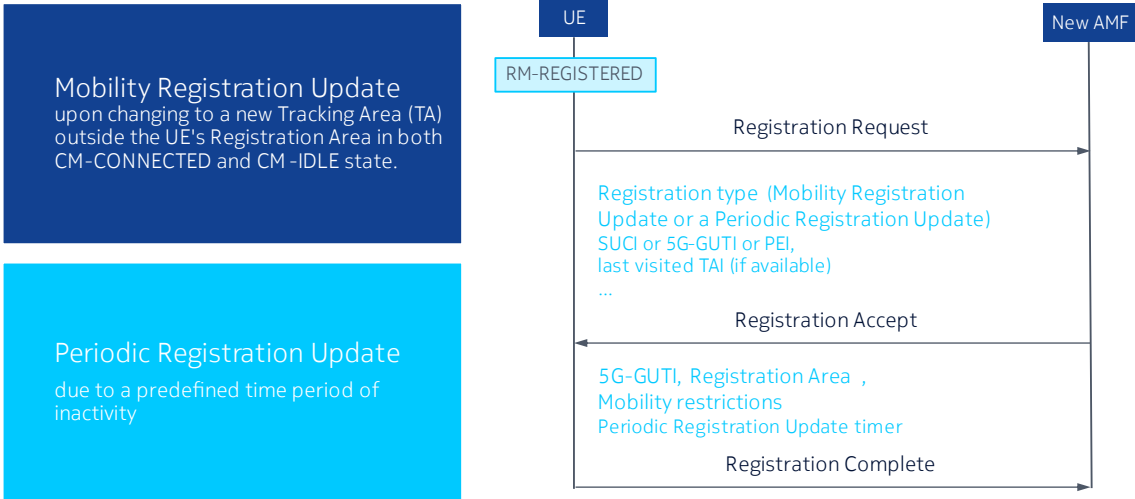 Mobility Registration Update
upon changing to a new Tracking Area (TA)
outside the UE's Registration Area in both
CM-CONNECTED and CM-IDLE state.
Periodic Registration Update
due to a predefined time period of
inactivity
UE
New AMF
RM-REGISTERED
Registration Request
Registration type (Mobility Registration
Update or a Periodic Registration Update)
SUCI or 5G-GUTI or PEI,
last visited TAI (if available)
...
Registration Accept
5G-GUTI, Registration Area ,
Mobility restrictions
Periodic Registration Update timer
Registration Complete